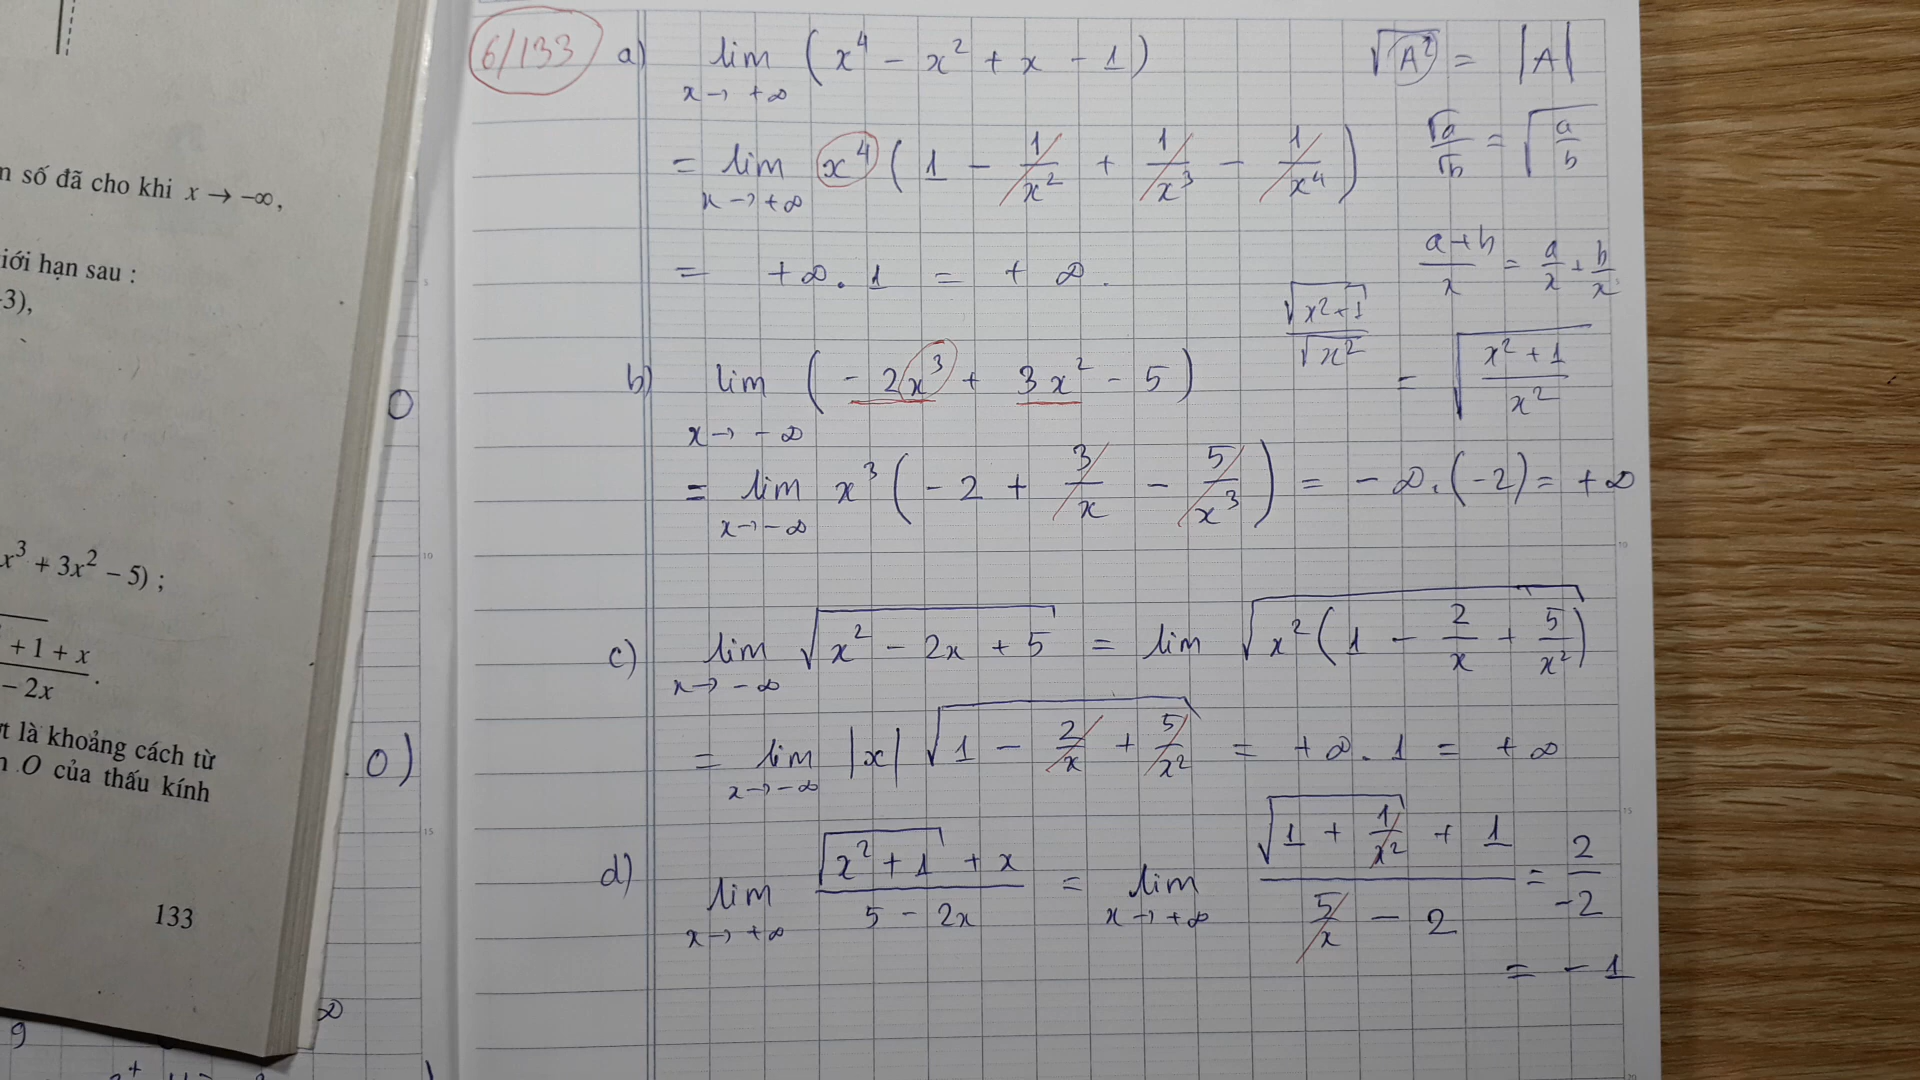 số đã cho khi x → −∞,
giới hạn sau :
3),
x³ + 3x² − 5) ;
+ 1 + x
− 2x .
là khoảng cách từ
O của thấu kính
133
0
0)
∞
9
6/133 a) lim (x⁴ − x² + x − 1)
x → +∞
= lim x⁴ (1 − 1/x² + 1/x³ − 1/x⁴)
x → +∞
= +∞ . 1 = +∞.
b) lim (−2x³ + 3x² − 5)
x → −∞
= lim x³ (−2 + 3/x − 5/x³) = −∞.(−2) = +∞
x → −∞
c) lim √(x² − 2x + 5) = lim √(x²(1 − 2/x + 5/x²))
x → −∞
= lim |x| √(1 − 2/x + 5/x²) = +∞ . 1 = +∞
x → −∞
d) lim (√(x² + 1) + x)/(5 − 2x) = lim (√(1 + 1/x²) + 1)/(5/x − 2) = 2/−2
x → +∞ x → +∞
= −1
√(A²) = |A|
√a/√b = √(a/b)
(a+b)/x = a/x + b/x
√(x²+1)/√(x²)
= √((x² + 1)/x²)